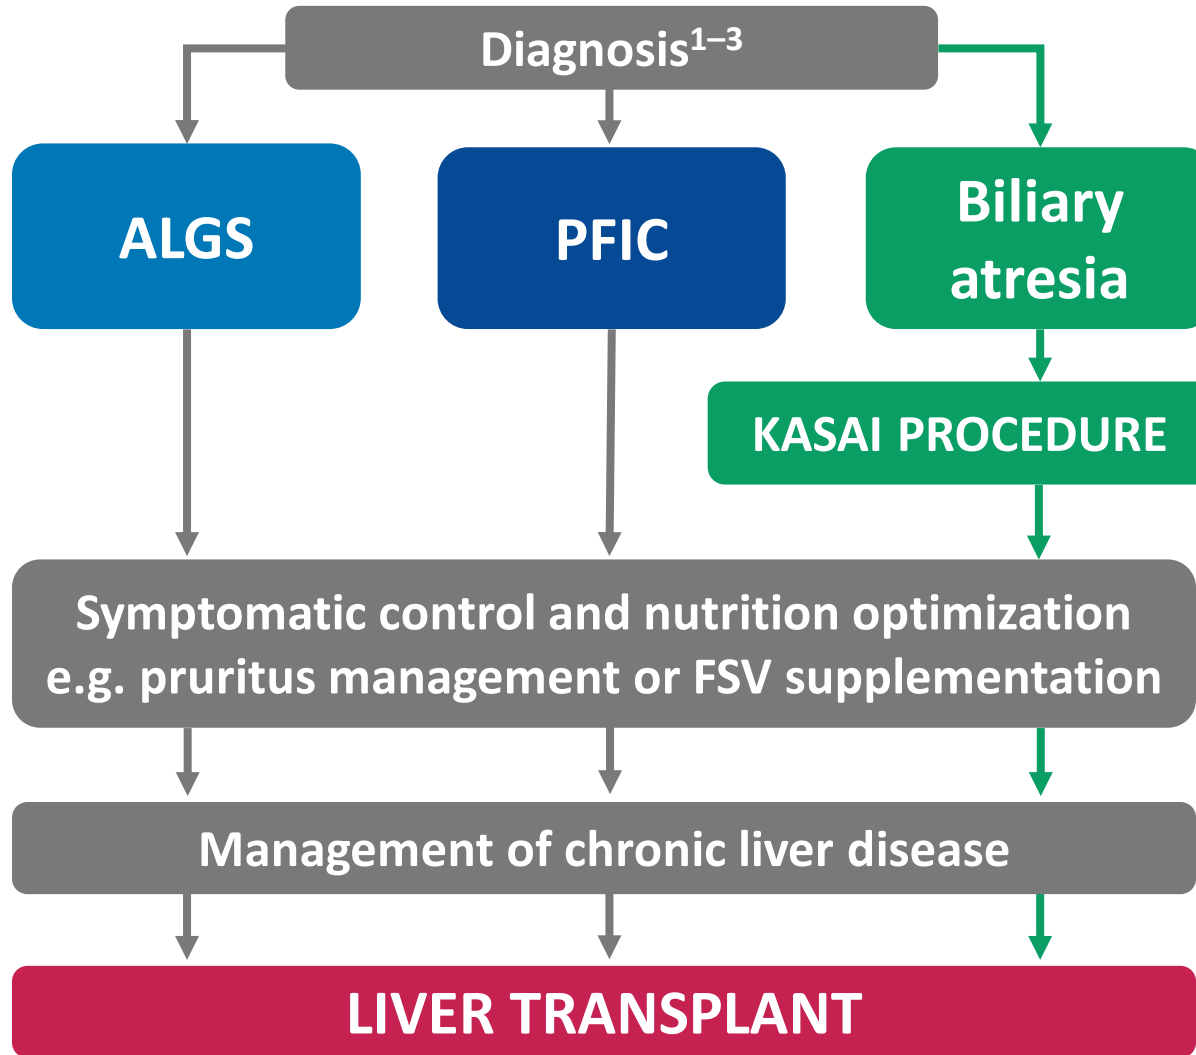 Diagnosis¹⁻³
ALGS
PFIC
Biliary
atresia
KASAI PROCEDURE
Symptomatic control and nutrition optimization
e.g. pruritus management or FSV supplementation
Management of chronic liver disease
LIVER TRANSPLANT